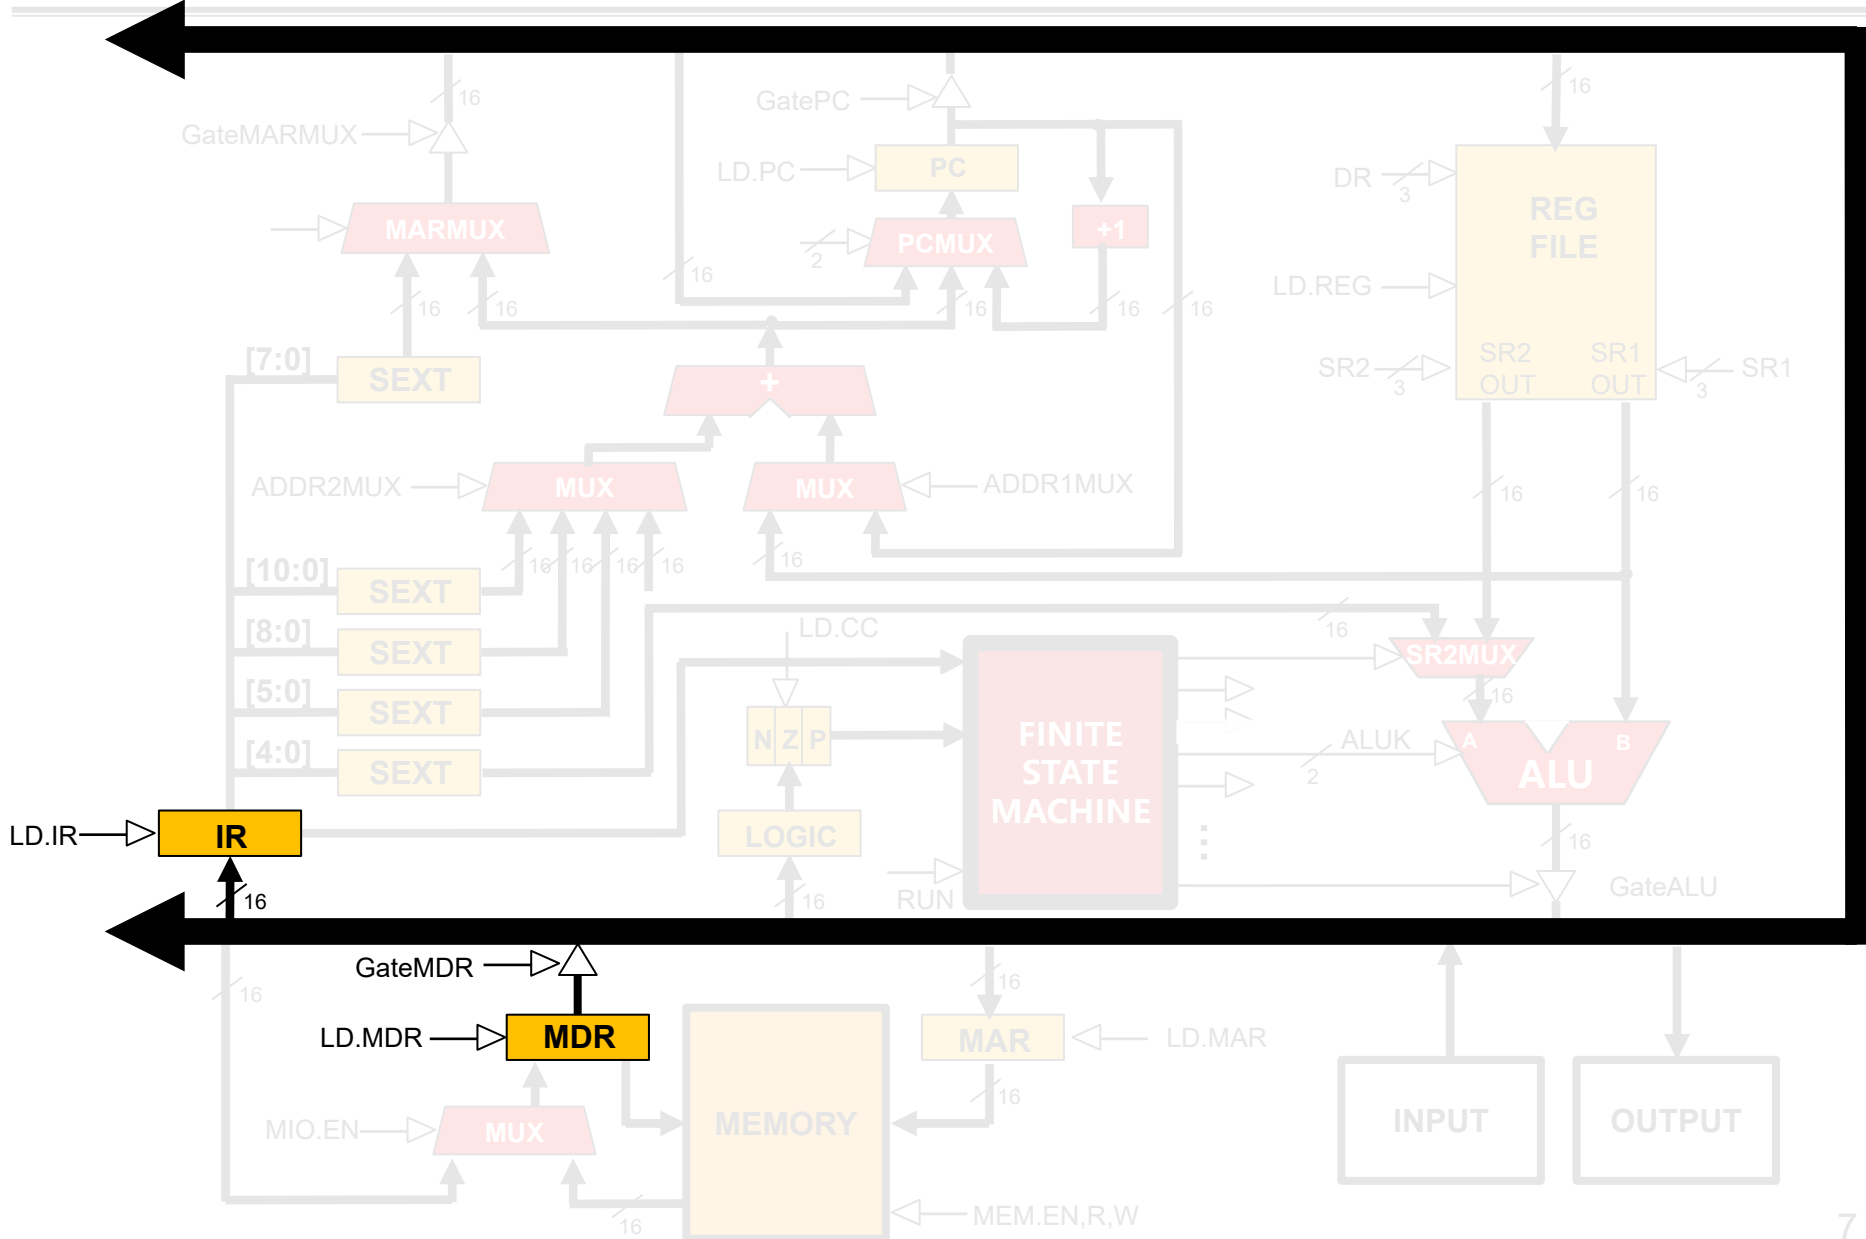 16
16
GatePC
GateMARMUX
LD.PC
PC
DR
3
REG
FILE
MARMUX
2
PCMUX
+1
16
LD.REG
16
16
16
16
16
[7:0]
SEXT
+
SR2
3
SR2
OUT
SR1
OUT
3
SR1
ADDR2MUX
MUX
MUX
ADDR1MUX
16
16
[10:0]
SEXT
16
16
16
16
16
[8:0]
SEXT
LD.CC
16
SR2MUX
[5:0]
SEXT
16
N Z P
FINITE
STATE
MACHINE
ALUK
2
A
B
ALU
[4:0]
SEXT
LD.IR
IR
LOGIC
16
⋮
16
16
RUN
GateALU
GateMDR
16
16
LD.MDR
MDR
MAR
LD.MAR
16
MIO.EN
MUX
MEMORY
INPUT
OUTPUT
16
MEM.EN,R,W
7